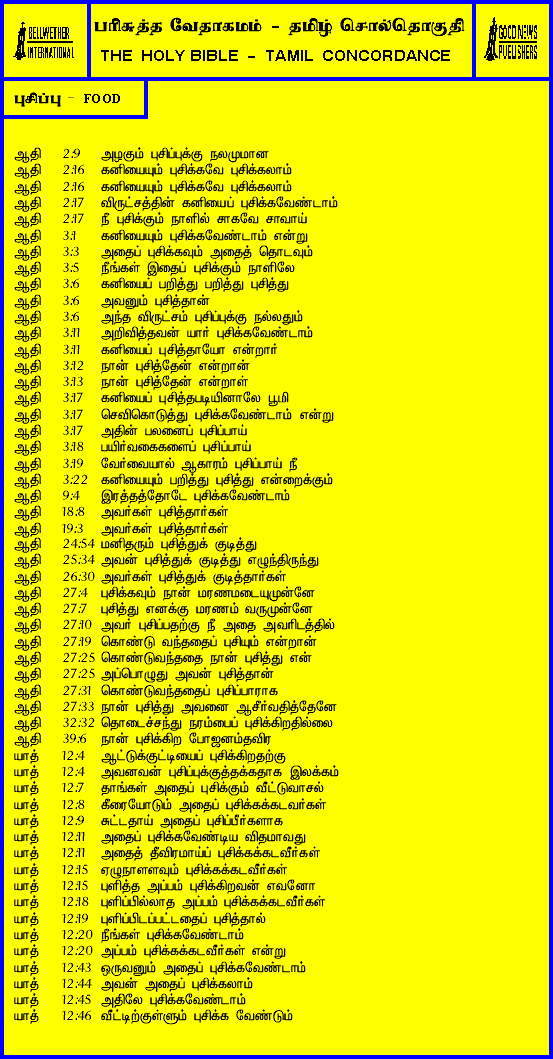 BELLWETHER
INTERNATIONAL
பரிசுத்த வேதாகமம் - தமிழ் சொல்தொகுதி
THE HOLY BIBLE - TAMIL CONCORDANCE
GOOD NEWS
PUBLISHERS
புசிப்பு - FOOD
ஆதி 2:9 அழகும் புசிப்புக்கு நலமுமான
ஆதி 2:16 கனியையும் புசிக்கவே புசிக்கலாம்
ஆதி 2:16 கனியையும் புசிக்கவே புசிக்கலாம்
ஆதி 2:17 விருட்சத்தின் கனியைப் புசிக்கவேண்டாம்
ஆதி 2:17 நீ புசிக்கும் நாளில் சாகவே சாவாய்
ஆதி 3:1 கனியையும் புசிக்கவேண்டாம் என்று
ஆதி 3:3 அதைப் புசிக்கவும் அதைத் தொடவும்
ஆதி 3:5 நீங்கள் இதைப் புசிக்கும் நாளிலே
ஆதி 3:6 கனியைப் பறித்து பறித்து புசித்து
ஆதி 3:6 அவனும் புசித்தான்
ஆதி 3:6 அந்த விருட்சம் புசிப்புக்கு நல்லதும்
ஆதி 3:11 அறிவித்தவன் யார் புசிக்கவேண்டாம்
ஆதி 3:11 கனியைப் புசித்தாயோ என்றார்
ஆதி 3:12 நான் புசித்தேன் என்றான்
ஆதி 3:13 நான் புசித்தேன் என்றாள்
ஆதி 3:17 கனியைப் புசித்தபடியினாலே பூமி
ஆதி 3:17 செவிகொடுத்து புசிக்கவேண்டாம் என்று
ஆதி 3:17 அதின் பலனைப் புசிப்பாய்
ஆதி 3:18 பயிர்வகைகளைப் புசிப்பாய்
ஆதி 3:19 வேர்வையால் ஆகாரம் புசிப்பாய் நீ
ஆதி 3:22 கனியையும் பறித்து புசித்து என்றைக்கும்
ஆதி 9:4 இரத்தத்தோடே புசிக்கவேண்டாம்
ஆதி 18:8 அவர்கள் புசித்தார்கள்
ஆதி 19:3 அவர்கள் புசித்தார்கள்
ஆதி 24:54 மனிதரும் புசித்துக் குடித்து
ஆதி 25:34 அவன் புசித்துக் குடித்து எழுந்திருந்து
ஆதி 26:30 அவர்கள் புசித்துக் குடித்தார்கள்
ஆதி 27:4 புசிக்கவும் நான் மரணமடையுமுன்னே
ஆதி 27:7 புசித்து எனக்கு மரணம் வருமுன்னே
ஆதி 27:10 அவர் புசிப்பதற்கு நீ அதை அவரிடத்தில்
ஆதி 27:19 கொண்டு வந்ததைப் புசியும் என்றான்
ஆதி 27:25 கொண்டுவந்ததை நான் புசித்து என்
ஆதி 27:25 அப்பொழுது அவன் புசித்தான்
ஆதி 27:31 கொண்டுவந்ததைப் புசிப்பாராக
ஆதி 27:33 நான் புசித்து அவனை ஆசீர்வதித்தேனே
ஆதி 32:32 தொடைச்சந்து நரம்பைப் புசிக்கிறதில்லை
ஆதி 39:6 நான் புசிக்கிற போஜனம்தவிர
யாத் 12:4 ஆட்டுக்குட்டியைப் புசிக்கிறதற்கு
யாத் 12:4 அவனவன் புசிப்புக்குத்தக்கதாக இலக்கம்
யாத் 12:7 தாங்கள் அதைப் புசிக்கும் வீட்டுவாசல்
யாத் 12:8 கீரையோடும் அதைப் புசிக்கக்கடவர்கள்
யாத் 12:9 சுட்டதாய் அதைப் புசிப்பீர்களாக
யாத் 12:11 அதைப் புசிக்கவேண்டிய விதமாவது
யாத் 12:11 அதைத் தீவிரமாய்ப் புசிக்கக்கடவீர்கள்
யாத் 12:15 ஏழுநாளளவும் புசிக்கக்கடவீர்கள்
யாத் 12:15 புளித்த அப்பம் புசிக்கிறவன் எவனோ
யாத் 12:18 புளிப்பில்லாத அப்பம் புசிக்கக்கடவீர்கள்
யாத் 12:19 புளிப்பிடப்பட்டதைப் புசித்தால்
யாத் 12:20 நீங்கள் புசிக்கவேண்டாம்
யாத் 12:20 அப்பம் புசிக்கக்கடவீர்கள் என்று
யாத் 12:43 ஒருவனும் அதைப் புசிக்கவேண்டாம்
யாத் 12:44 அவன் அதைப் புசிக்கலாம்
யாத் 12:45 அதிலே புசிக்கவேண்டாம்
யாத் 12:46 வீட்டிற்குள்ளும் புசிக்க வேண்டும்